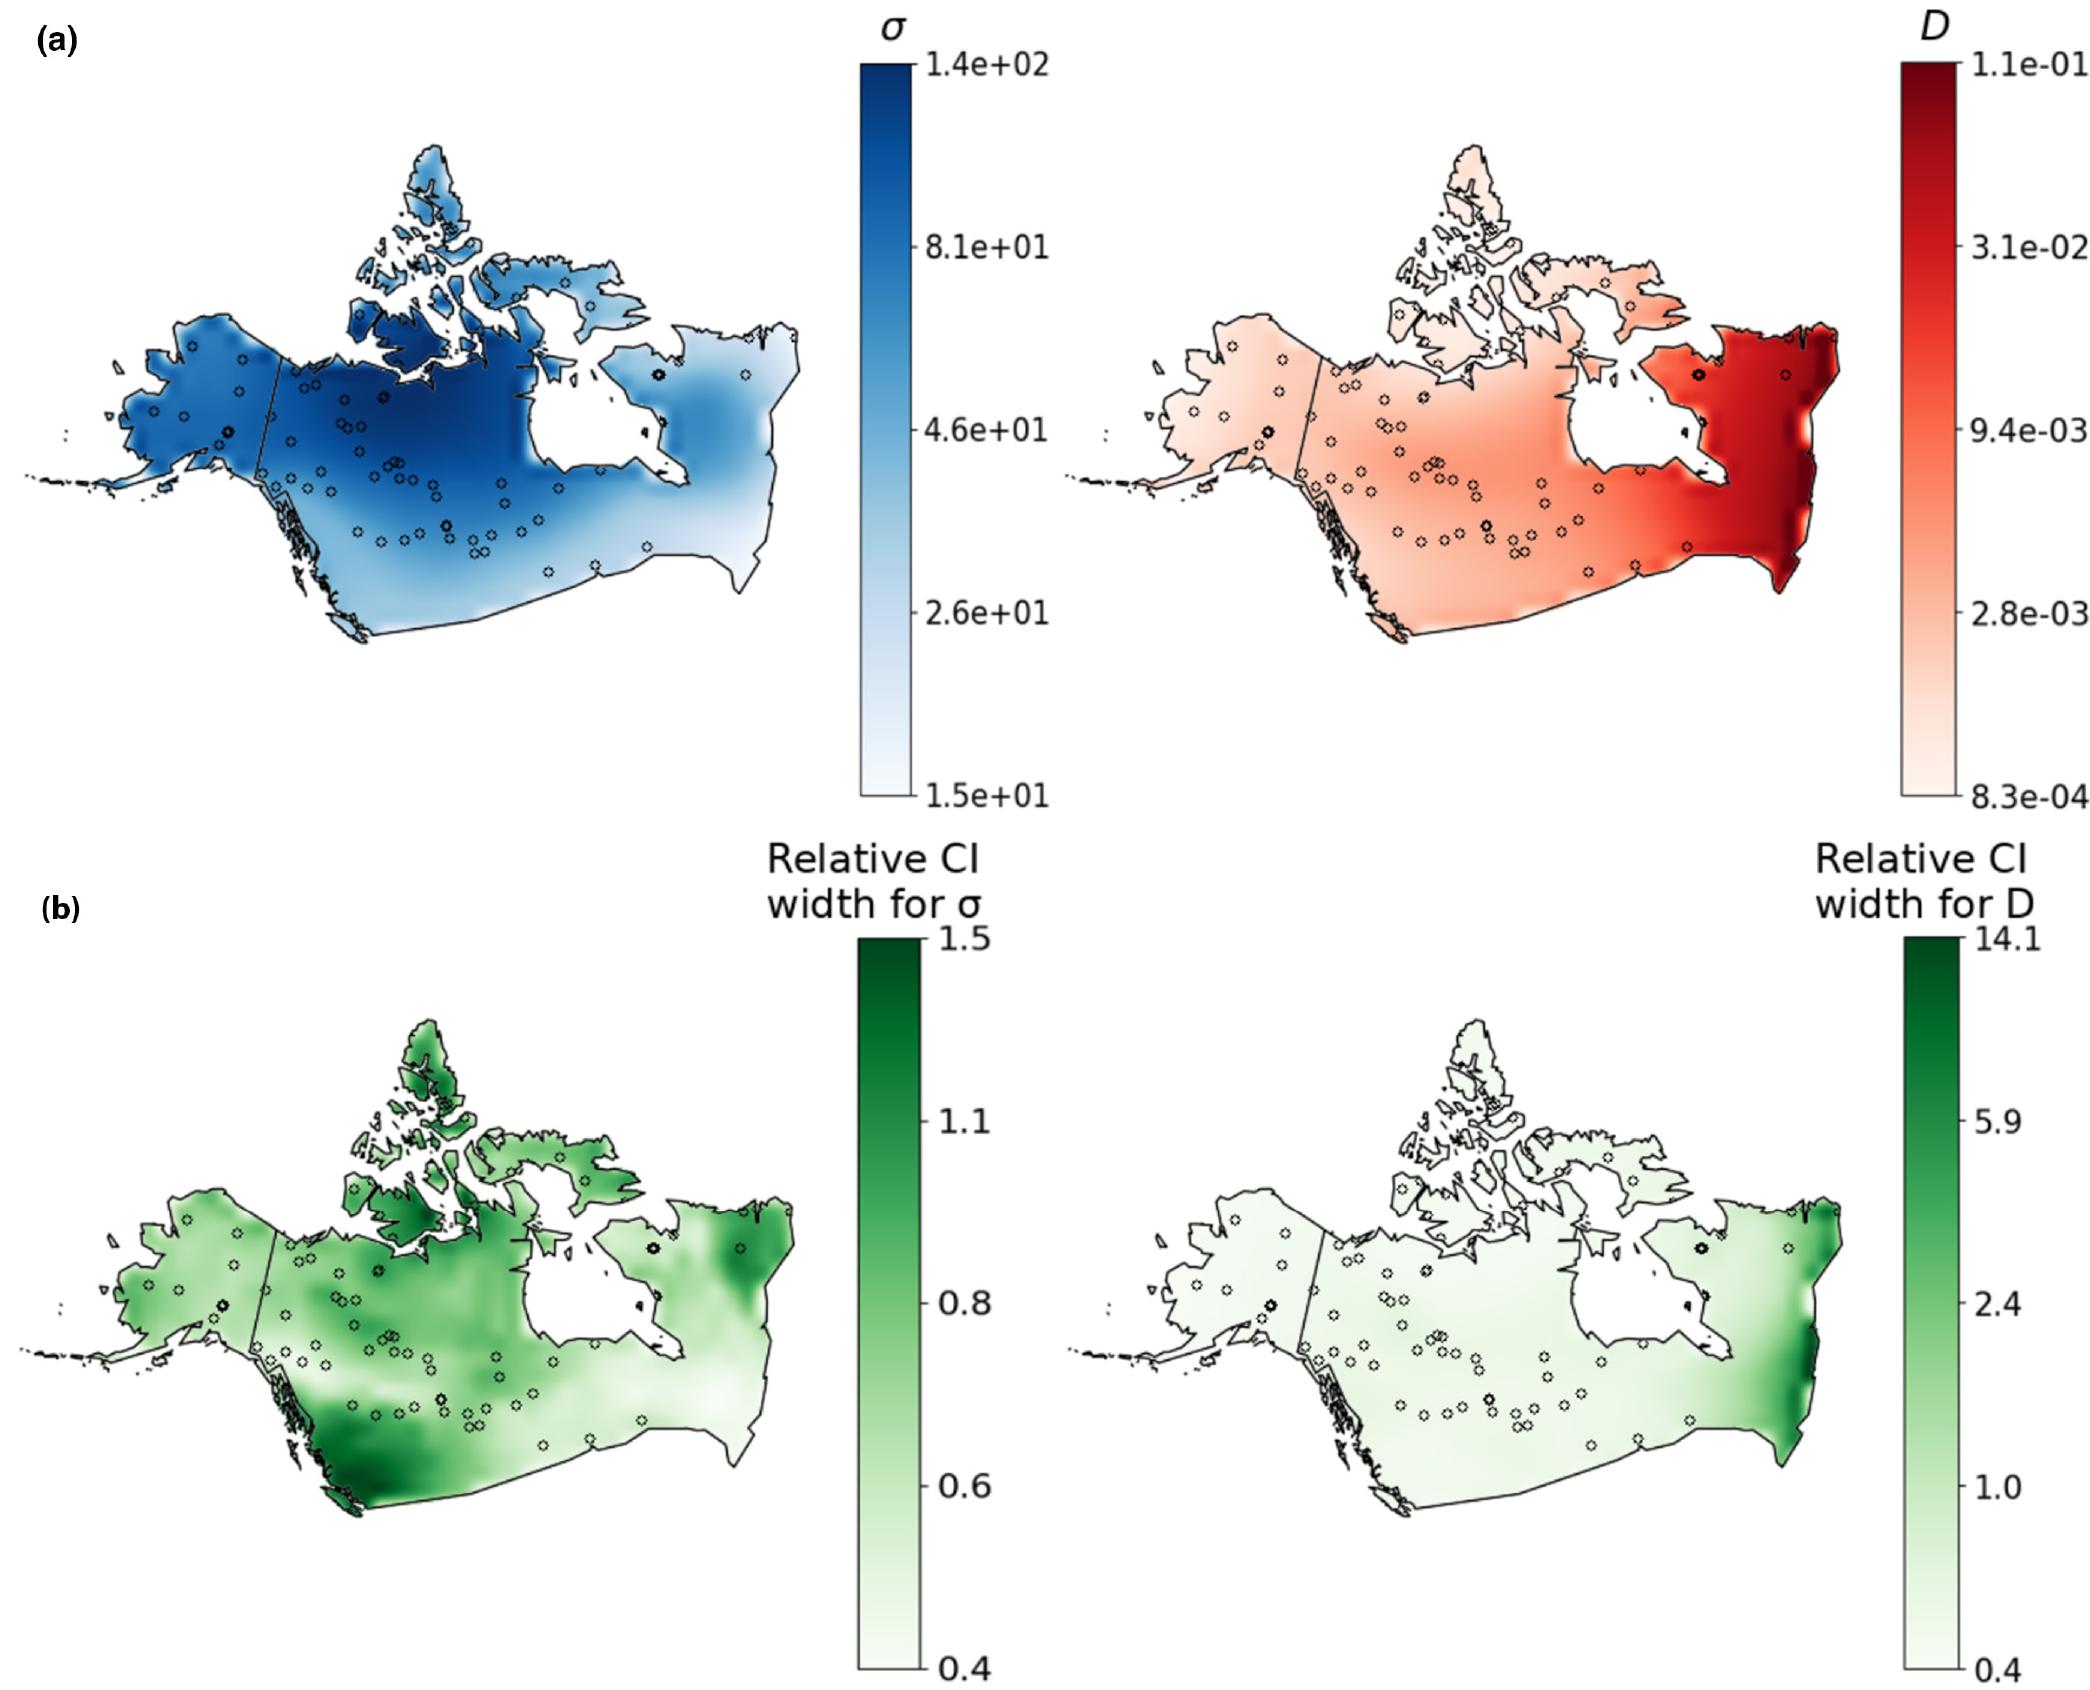 (a)
σ
1.4e+02
8.1e+01
4.6e+01
2.6e+01
1.5e+01
D
1.1e-01
3.1e-02
9.4e-03
2.8e-03
8.3e-04
(b)
Relative CI
width for σ
1.5
1.1
0.8
0.6
0.4
Relative CI
width for D
14.1
5.9
2.4
1.0
0.4